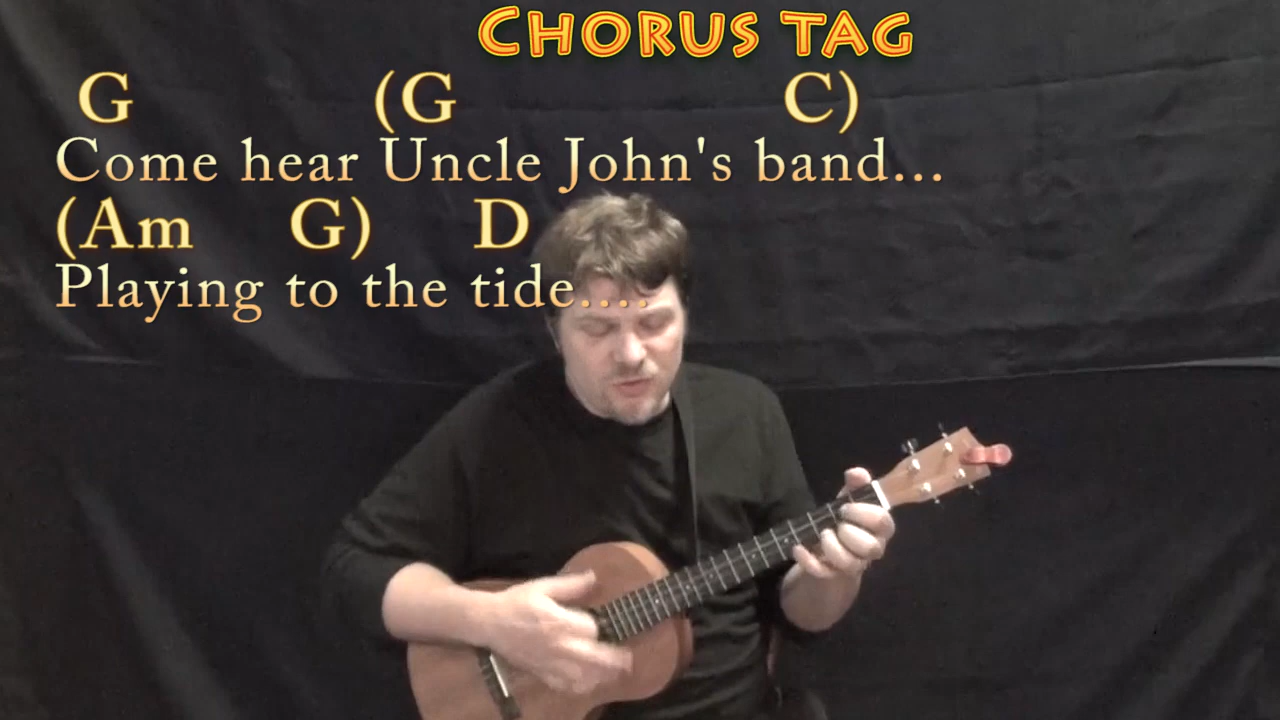 CHORUS TAG
G (G C)
Come hear Uncle John's band...
(Am G) D
Playing to the tide....